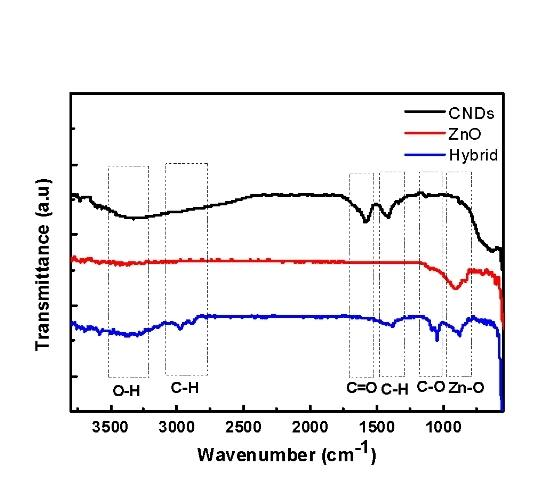 CNDs
ZnO
Hybrid
Transmittance (a.u)
O-H
C-H
C=O
C-H
C-O
Zn-O
3500 3000 2500 2000 1500 1000
Wavenumber (cm⁻¹)